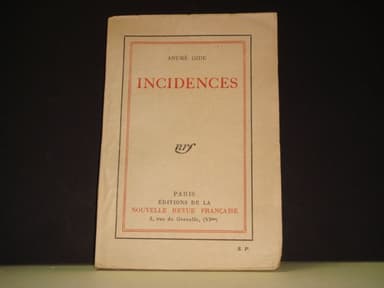 ANDRÉ GIDE
INCIDENCES
nrf
PARIS
ÉDITIONS DE LA
NOUVELLE REVUE FRANÇAISE
3, rue de Grenelle, (VIme)
S. P.